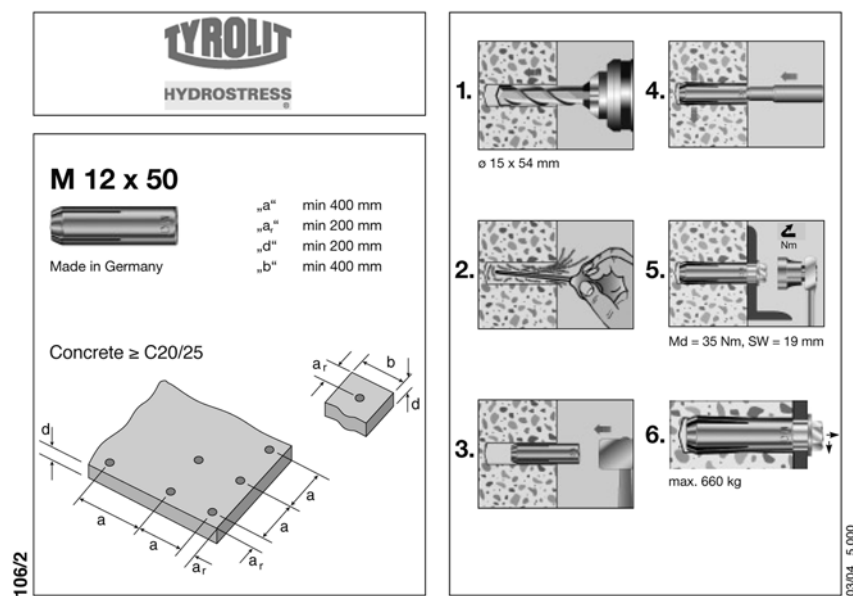 TYROLIT
HYDROSTRESS®
M 12 x 50
Made in Germany
„a“ min 400 mm
„aᵣ“ min 200 mm
„d“ min 200 mm
„b“ min 400 mm
Concrete ≥ C20/25
aᵣ
b
d
d
a
a
aᵣ
aᵣ
a
a
106/2
1.
ø 15 x 54 mm
2.
3.
4.
5.
Nm
Md = 35 Nm, SW = 19 mm
6.
max. 660 kg
03/04 5.000